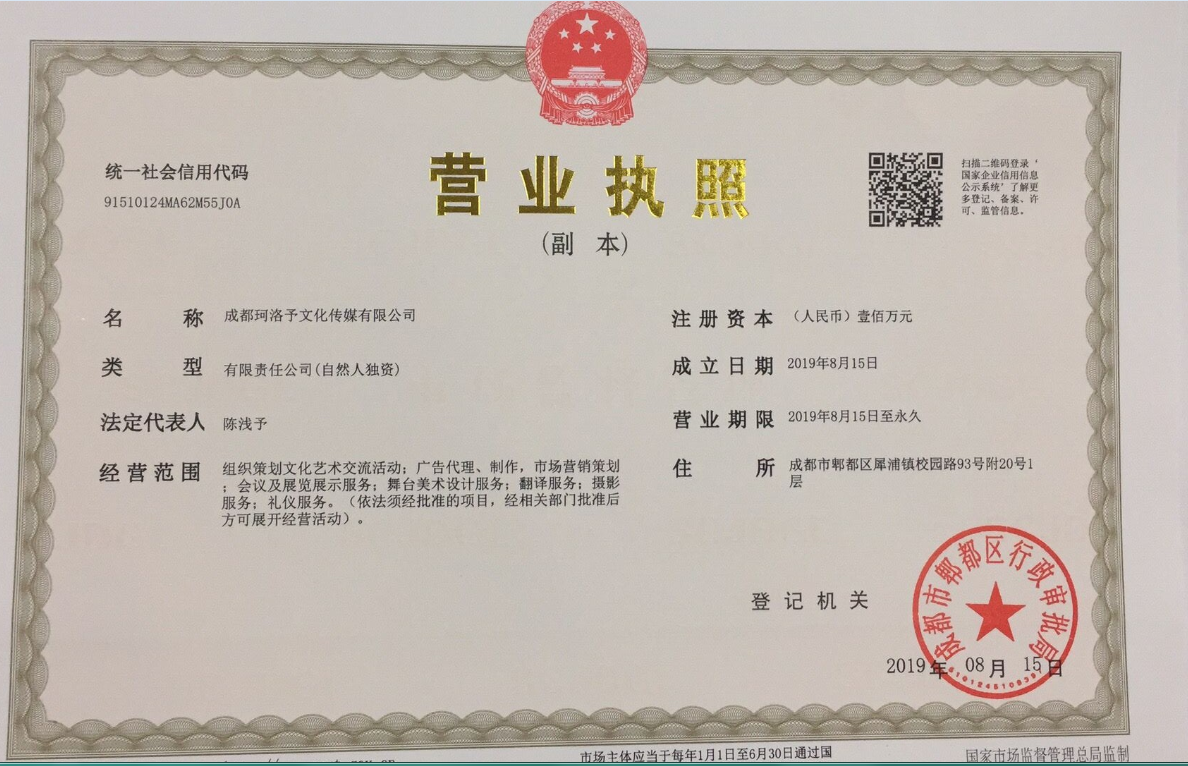 统一社会信用代码
91510124MA62M55J0A
营业执照
(副 本)
扫描二维码登录‘
国家企业信用信息
公示系统’了解更
多登记、备案、许
可、监管信息。
名 称 成都珂洛予文化传媒有限公司
类 型 有限责任公司(自然人独资)
法定代表人 陈浅予
经营范围 组织策划文化艺术交流活动；广告代理、制作，市场营销策划
；会议及展览展示服务；舞台美术设计服务；翻译服务；摄影
服务；礼仪服务。（依法须经批准的项目，经相关部门批准后
方可展开经营活动）。
注册资本 （人民币）壹佰万元
成立日期 2019年8月15日
营业期限 2019年8月15日至永久
住 所 成都市郫都区犀浦镇校园路93号附20号1
层
登记机关
成都市郫都区行政审批局
2019年 08月 15日
市场主体应当于每年1月1日至6月30日通过国
国家市场监督管理总局监制